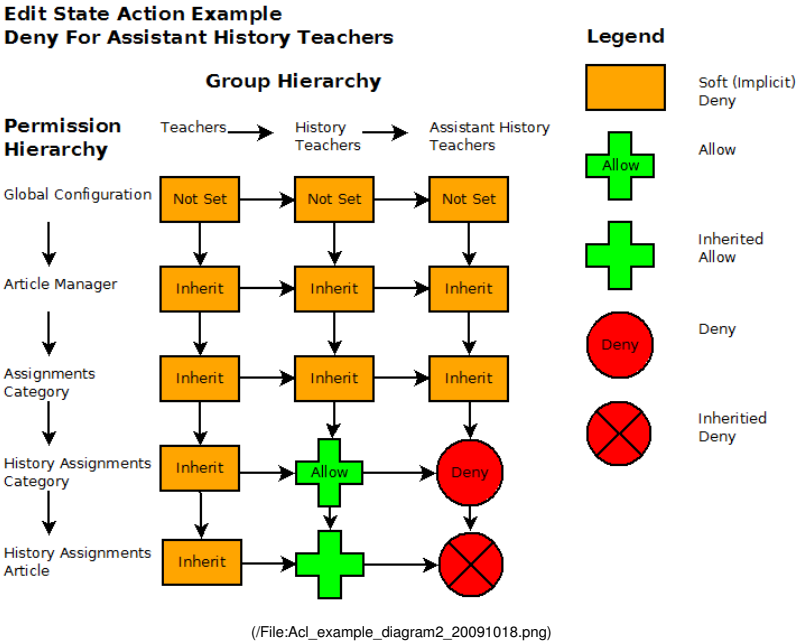 Edit State Action Example
Deny For Assistant History Teachers
Group Hierarchy
Permission
Hierarchy
Teachers
History
Teachers
Assistant History
Teachers
Global Configuration
Not Set
Not Set
Not Set
Article Manager
Inherit
Inherit
Inherit
Assignments
Category
Inherit
Inherit
Inherit
History Assignments
Category
Inherit
Allow
Deny
History Assignments
Article
Inherit
Legend
Soft (Implicit)
Deny
Allow
Allow
Inherited
Allow
Deny
Deny
Inheritied
Deny
(/File:Acl_example_diagram2_20091018.png)